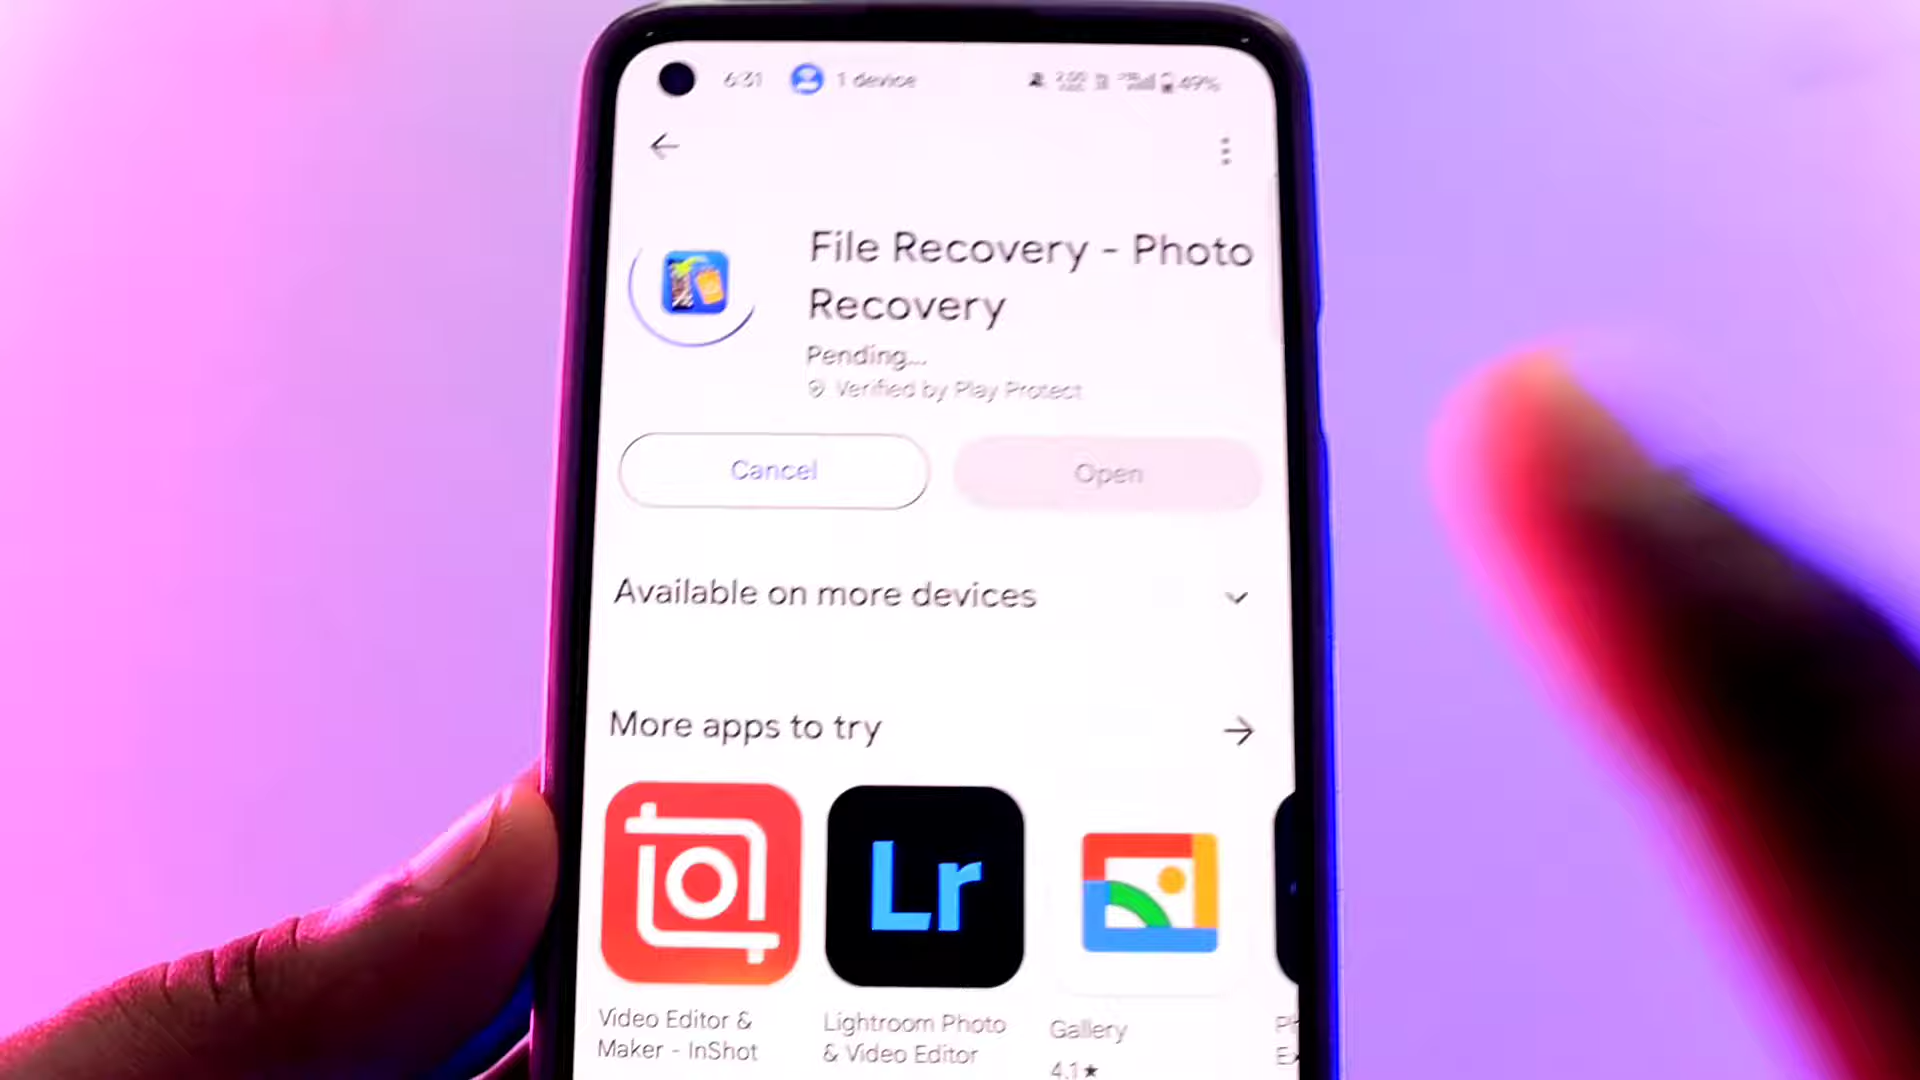 6:31 1 device 49%
File Recovery - Photo
Recovery
Pending...
Verified by Play Protect
Cancel Open
Available on more devices
More apps to try
Lr
Video Editor &
Maker - InShot
Lightroom Photo
& Video Editor
Gallery
4.1★